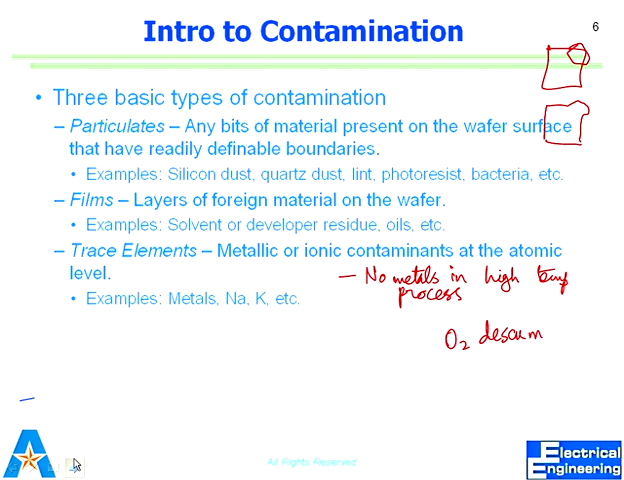 Intro to Contamination
6
• Three basic types of contamination
– Particulates – Any bits of material present on the wafer surface
that have readily definable boundaries.
• Examples: Silicon dust, quartz dust, lint, photoresist, bacteria, etc.
– Films – Layers of foreign material on the wafer.
• Examples: Solvent or developer residue, oils, etc.
– Trace Elements – Metallic or ionic contaminants at the atomic
level.
— No metals in high temp
process
• Examples: Metals, Na, K, etc.
O2 descum
All Rights Reserved
Electrical
Engineering